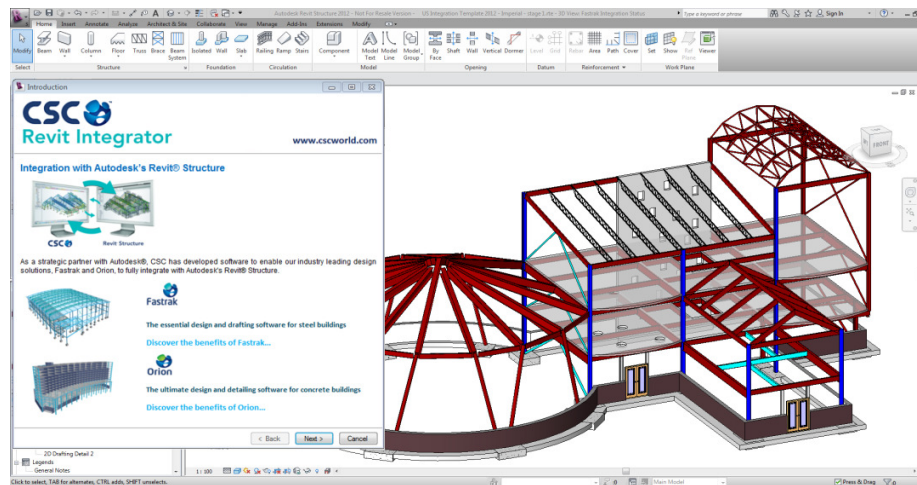 Autodesk Revit Structure 2012 - Not For Resale Version - US Integration Template 2012 - Imperial - stage 1.rte - 3D View: Fastrak Integration Status
Type a keyword or phrase
Sign In
Home Insert Annotate Analyze Architect & Site Collaborate View Manage Add-Ins Extensions Modify
Modify Beam Wall Column Floor Truss Brace Beam System Isolated Wall Slab Railing Ramp Stairs Component Model Text Model Line Model Group By Face Shaft Wall Vertical Dormer Level Grid Rebar Area Path Cover Set Show Ref Plane Viewer
Select Structure Foundation Circulation Model Opening Datum Reinforcement Work Plane
Introduction
CSC
Revit Integrator
www.cscworld.com
Integration with Autodesk's Revit® Structure
CSC Revit Structure
As a strategic partner with Autodesk®, CSC has developed software to enable our industry leading design
solutions, Fastrak and Orion, to fully integrate with Autodesk's Revit® Structure.
Fastrak
The essential design and drafting software for steel buildings
Discover the benefits of Fastrak...
Orion
The ultimate design and detailing software for concrete buildings
Discover the benefits of Orion...
< Back Next > Cancel
FRONT
2D Drafting Detail 2
Legends
General Notes
1 : 100
Click to select, TAB for alternates, CTRL adds, SHIFT unselects.
:0
Main Model
Press & Drag
:0